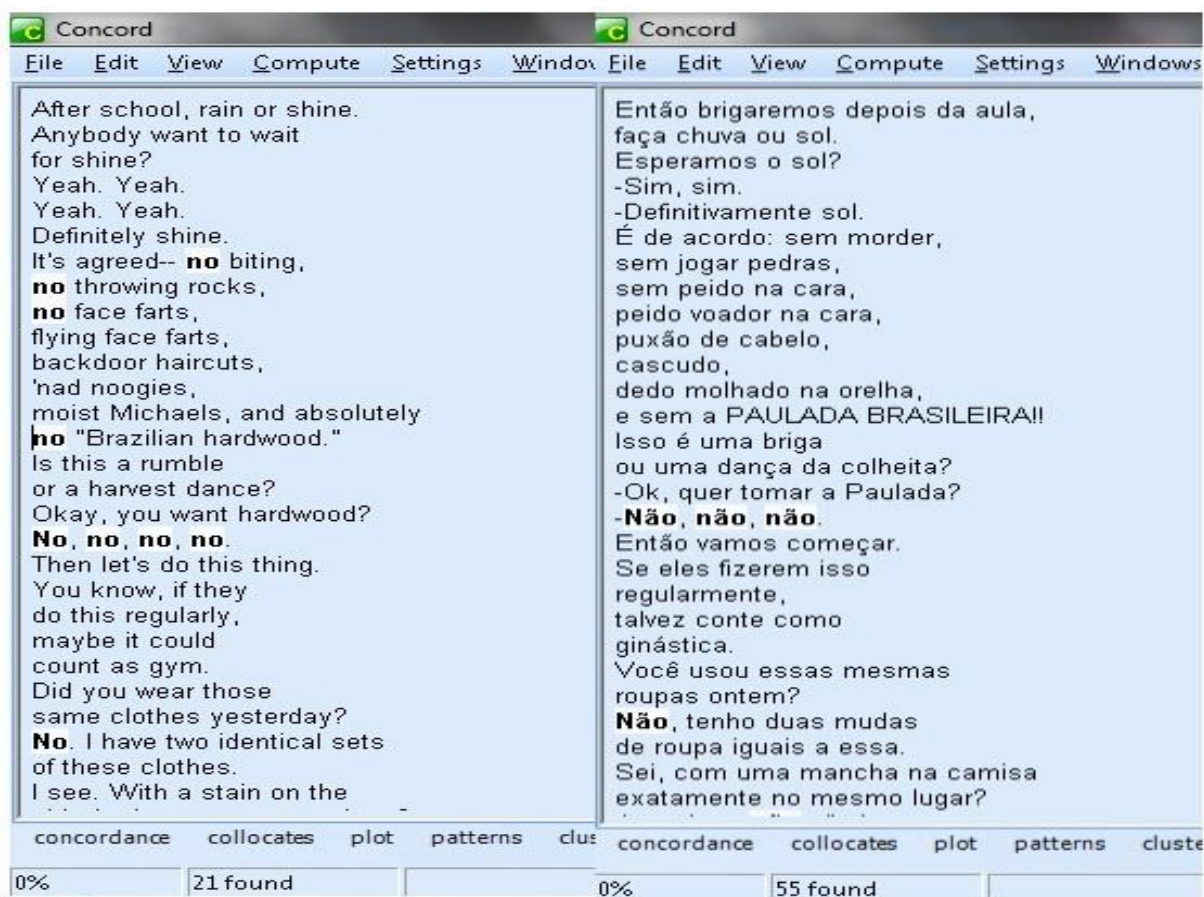 Concord
File Edit View Compute Settings Window
After school, rain or shine.
Anybody want to wait
for shine?
Yeah. Yeah.
Yeah. Yeah.
Definitely shine.
It's agreed-- no biting,
no throwing rocks,
no face farts,
flying face farts,
backdoor haircuts,
'nad noogies,
moist Michaels, and absolutely
no "Brazilian hardwood."
Is this a rumble
or a harvest dance?
Okay, you want hardwood?
No, no, no, no.
Then let's do this thing.
You know, if they
do this regularly,
maybe it could
count as gym.
Did you wear those
same clothes yesterday?
No. I have two identical sets
of these clothes.
I see. With a stain on the
concordance collocates plot patterns clus
0% 21 found
Concord
File Edit View Compute Settings Windows
Então brigaremos depois da aula,
faça chuva ou sol.
Esperamos o sol?
-Sim, sim.
-Definitivamente sol.
É de acordo: sem morder,
sem jogar pedras,
sem peido na cara,
peido voador na cara,
puxão de cabelo,
cascudo,
dedo molhado na orelha,
e sem a PAULADA BRASILEIRA!!
Isso é uma briga
ou uma dança da colheita?
-Ok, quer tomar a Paulada?
-Não, não, não.
Então vamos começar.
Se eles fizerem isso
regularmente,
talvez conte como
ginástica.
Você usou essas mesmas
roupas ontem?
Não, tenho duas mudas
de roupa iguais a essa.
Sei, com uma mancha na camisa
exatamente no mesmo lugar?
concordance collocates plot patterns cluste
0% 55 found